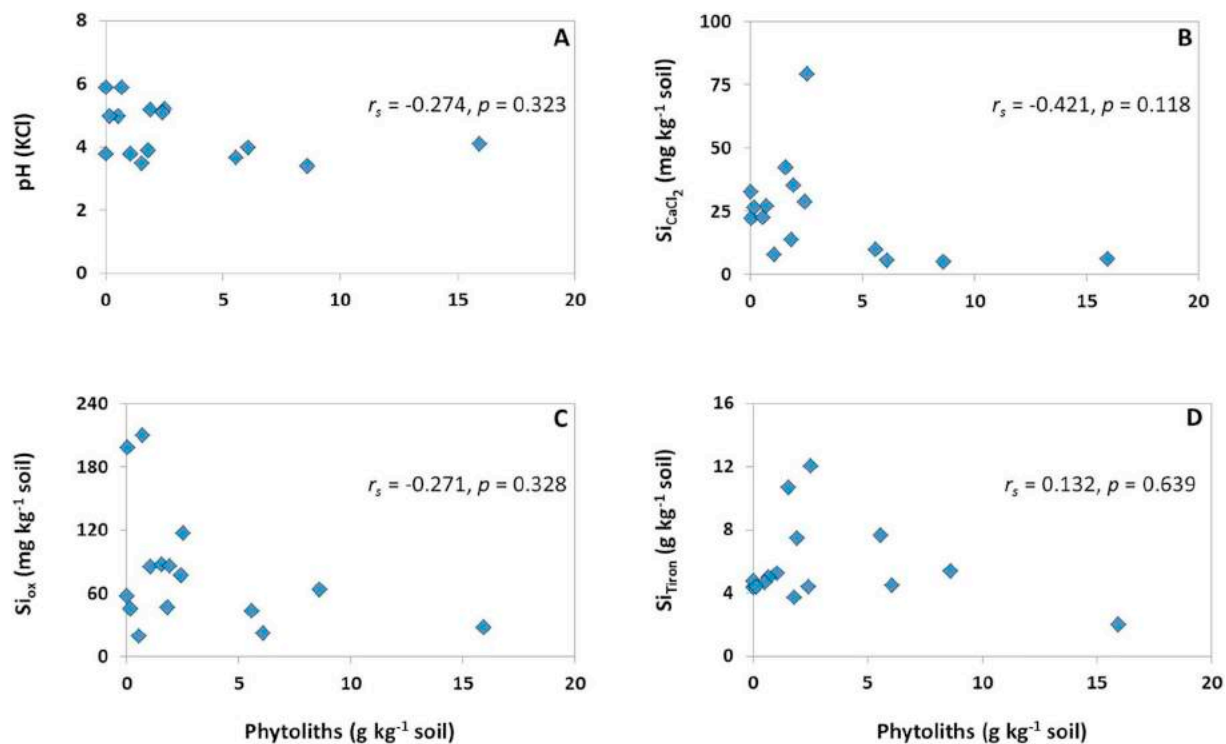 A
8
6
4
2
0
pH (KCl)
r_s = -0.274, p = 0.323
0 5 10 15 20
B
100
75
50
25
0
Si_CaCl₂ (mg kg⁻¹ soil)
r_s = -0.421, p = 0.118
0 5 10 15 20
C
240
180
120
60
0
Si_ox (mg kg⁻¹ soil)
r_s = -0.271, p = 0.328
0 5 10 15 20
Phytoliths (g kg⁻¹ soil)
D
16
12
8
4
0
Si_Tiron (g kg⁻¹ soil)
r_s = 0.132, p = 0.639
0 5 10 15 20
Phytoliths (g kg⁻¹ soil)